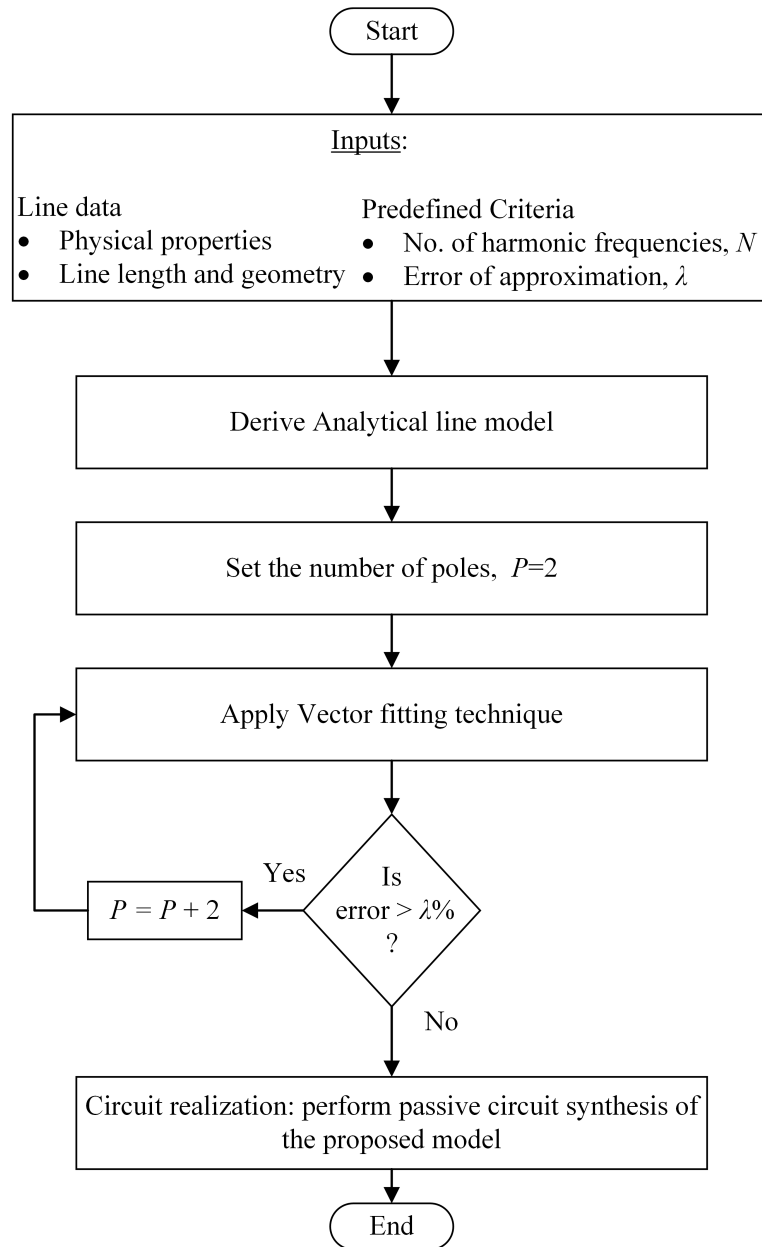 Start
Inputs:
Line data
• Physical properties
• Line length and geometry
Predefined Criteria
• No. of harmonic frequencies, N
• Error of approximation, λ
Derive Analytical line model
Set the number of poles, P=2
Apply Vector fitting technique
Is
error > λ%
?
Yes
P = P + 2
No
Circuit realization: perform passive circuit synthesis of
the proposed model
End